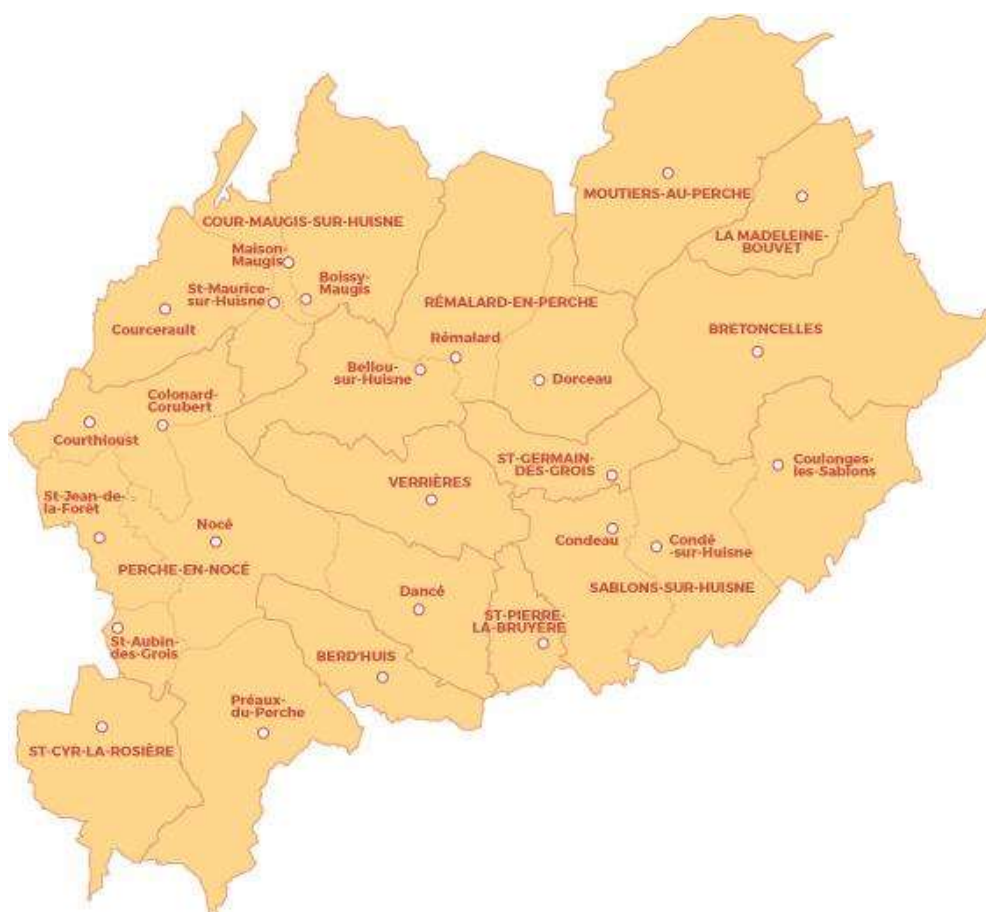 MOUTIERS-AU-PERCHE
COUR-MAUGIS-SUR-HUISNE
LA MADELEINE-
BOUVET
Maison-
Maugis
Boissy-
Maugis
St-Maurice-
sur-Huisne
RÉMALARD-EN-PERCHE
Courcerault
BRETONCELLES
Rémalard
Bellou-
sur-Huisne
Dorceau
Colonard-
Corubert
Courthioust
ST-GERMAIN-
DES-GROIS
Coulonges-
les-Sablons
VERRIÈRES
St-Jean-de-
la-Forêt
Nocé
Condeau
Condé
-sur-Huisne
PERCHE-EN-NOCÉ
Dancé
SABLONS-SUR-HUISNE
ST-PIERRE-
LA-BRUYÈRE
St-Aubin-
des-Grois
BERD'HUIS
Préaux-
du-Perche
ST-CYR-LA-ROSIÈRE